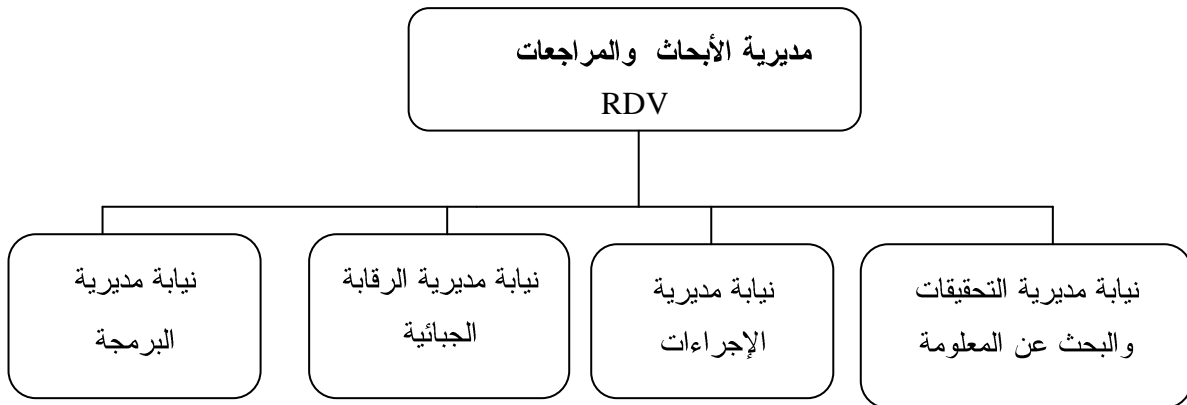 مديرية الأبحاث والمراجعات
RDV
نيابة مديرية التحقيقات
والبحث عن المعلومة
نيابة مديرية
الإجراءات
نيابة مديرية الرقابة
الجبائية
نيابة مديرية
البرمجة